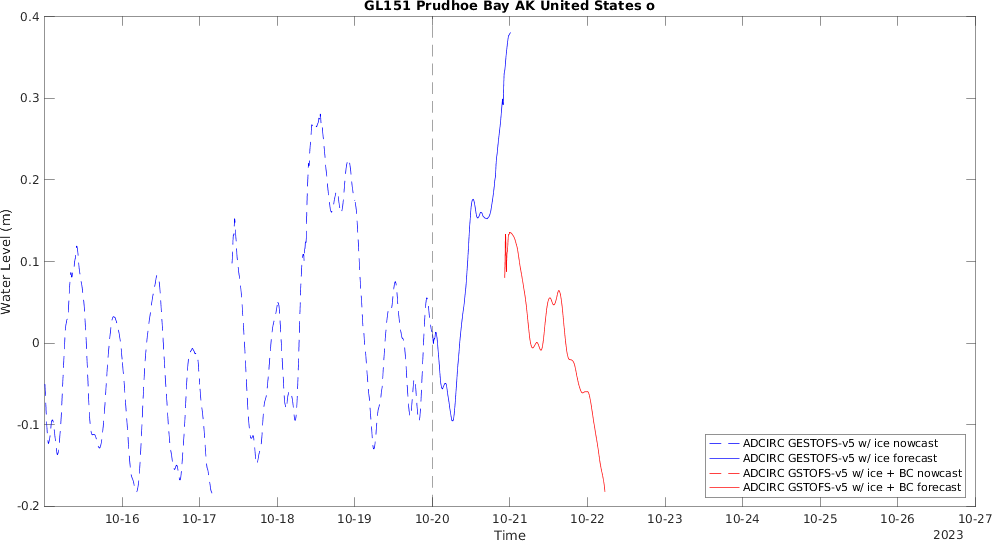 GL151 Prudhoe Bay AK United States o
0.4
0.3
0.2
0.1
0
-0.1
-0.2
Water Level (m)
10-16
10-17
10-18
10-19
10-20
10-21
10-22
10-23
10-24
10-25
10-26
10-27
Time
2023
ADCIRC GESTOFS-v5 w/ ice nowcast
ADCIRC GESTOFS-v5 w/ ice forecast
ADCIRC GSTOFS-v5 w/ ice + BC nowcast
ADCIRC GSTOFS-v5 w/ ice + BC forecast